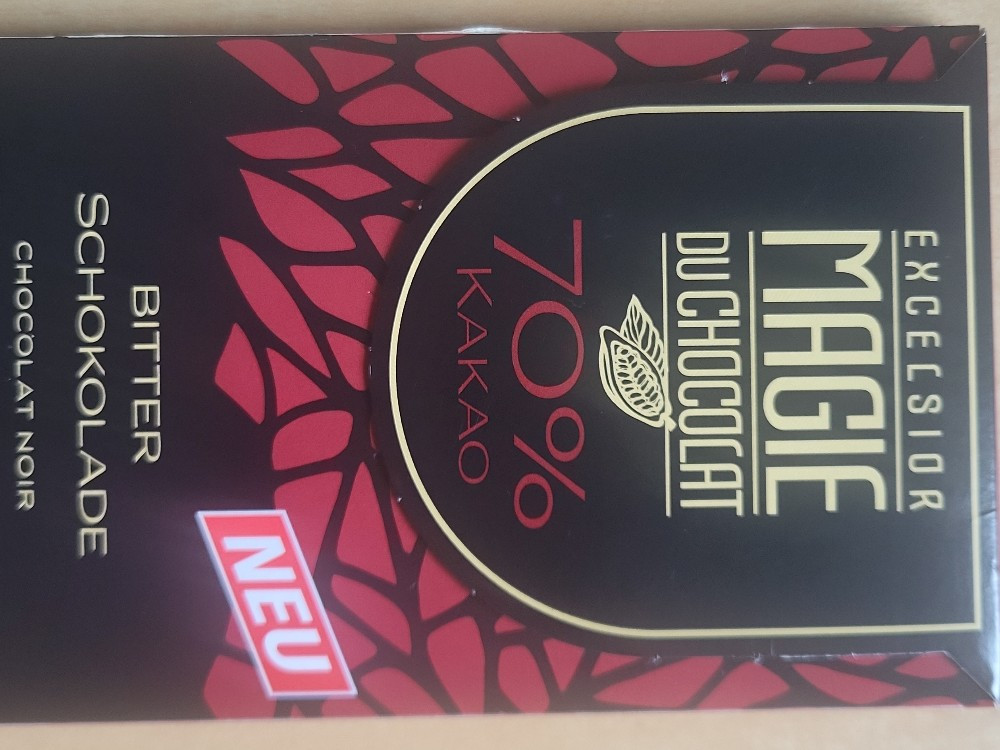 EXCELSIOR
MAGIE
DU CHOCOLAT
70%
KAKAO
NEU
BITTER
SCHOKOLADE
CHOCOLAT NOIR